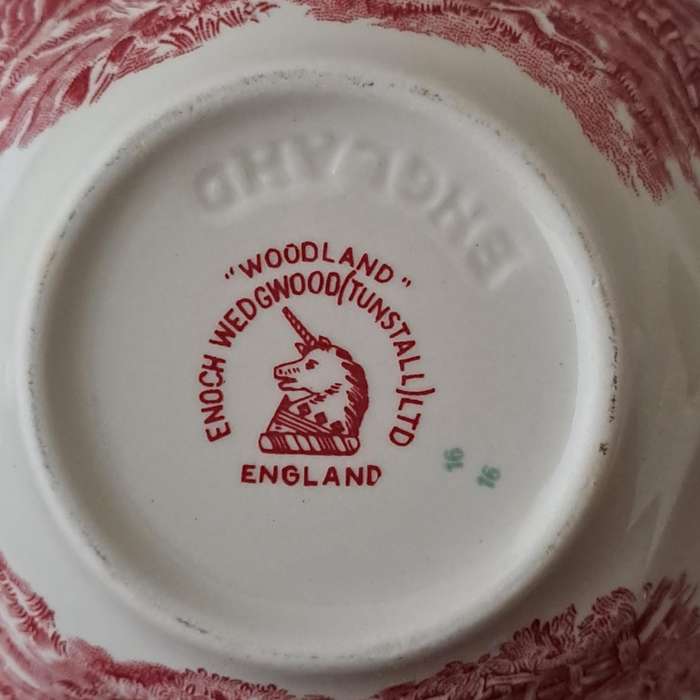 ENGLAND
"WOODLAND"
ENOCH WEDGWOOD (TUNSTALL) LTD
ENGLAND
16
16